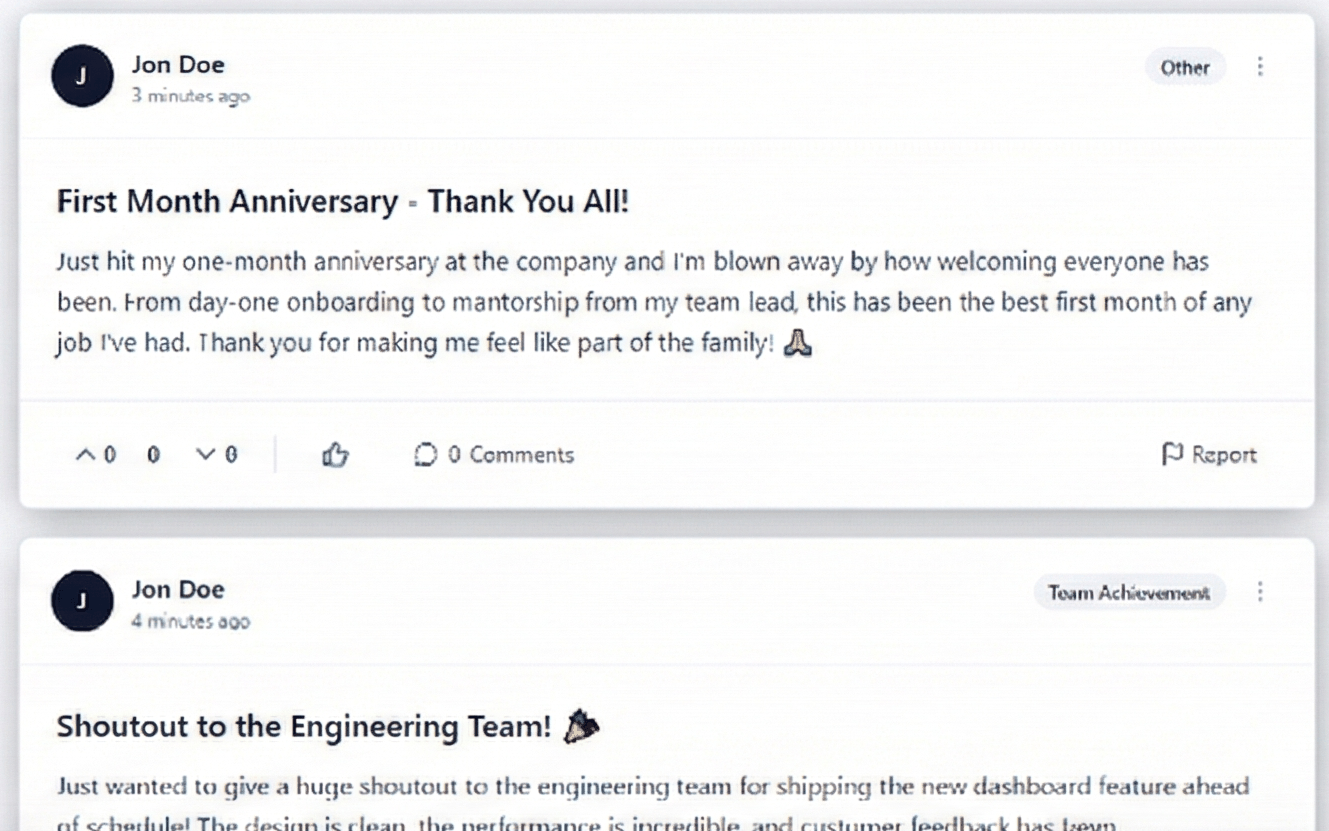 J
Jon Doe
3 minutes ago
Other
First Month Anniversary - Thank You All!
Just hit my one-month anniversary at the company and I'm blown away by how welcoming everyone has
been. From day-one onboarding to mantorship from my team lead, this has been the best first month of any
job I've had. Thank you for making me feel like part of the family! 🙏
0 0 0 0 Comments Report
J
Jon Doe
4 minutes ago
Team Achievement
Shoutout to the Engineering Team! 🎉
Just wanted to give a huge shoutout to the engineering team for shipping the new dashboard feature ahead
of schedule! The design is clean, the performance is incredible, and custumer feedback has